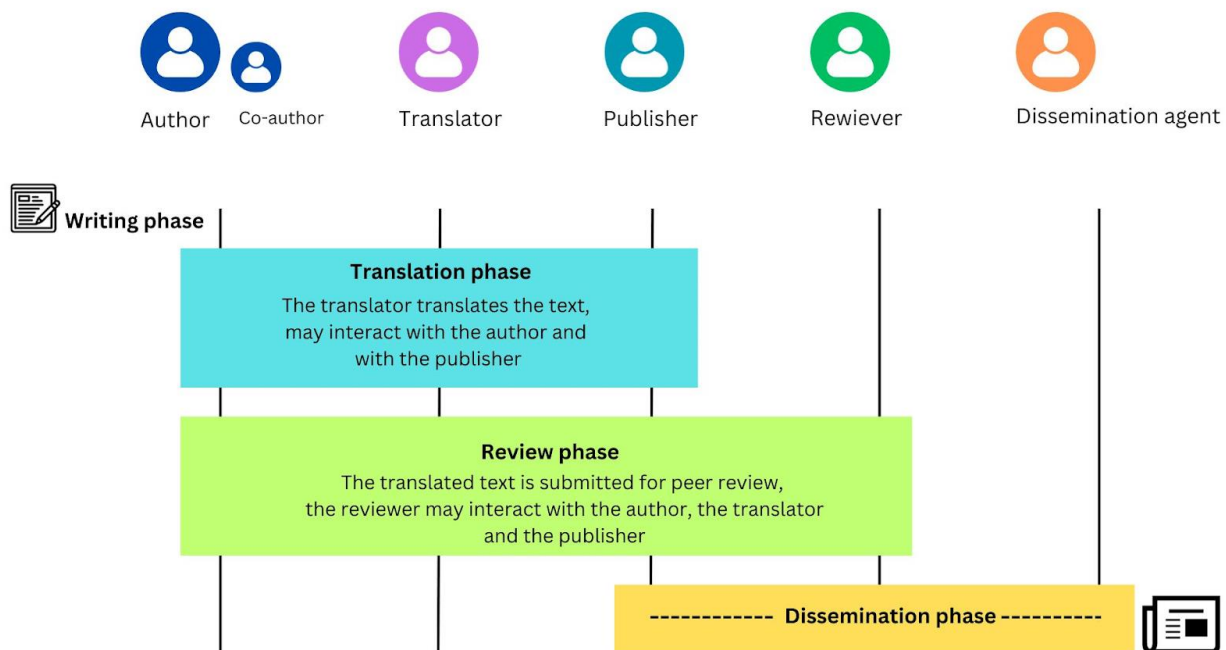 Author
Co-author
Translator
Publisher
Rewiever
Dissemination agent
Writing phase
Translation phase
The translator translates the text,
may interact with the author and
with the publisher
Review phase
The translated text is submitted for peer review,
the reviewer may interact with the author, the translator
and the publisher
------------ Dissemination phase ----------